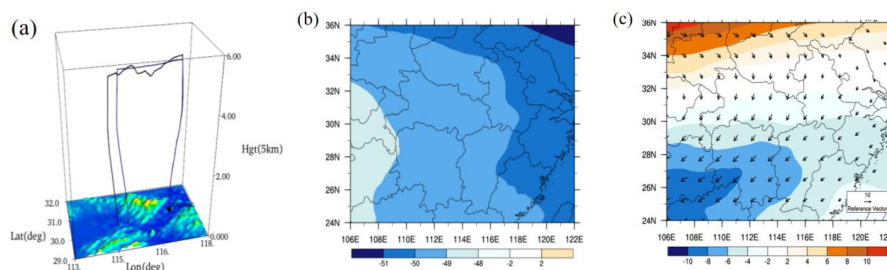 (a)
6.00
4.00
Hgt(5km)
2.00
0.000
32.0
31.0
Lat(deg)
30.0
29.0
113.
115.
Lon(deg)
116.
118.
(b)
36N
34N
32N
30N
28N
26N
24N
106E 108E 110E 112E 114E 116E 118E 120E 122E
-51 -50 -49 -48 -2 2
(c)
36N
34N
32N
30N
28N
26N
24N
10
Reference Vector
106E 108E 110E 112E 114E 116E 118E 120E 122E
-10 -8 -6 -4 -2 2 4 6 8 10